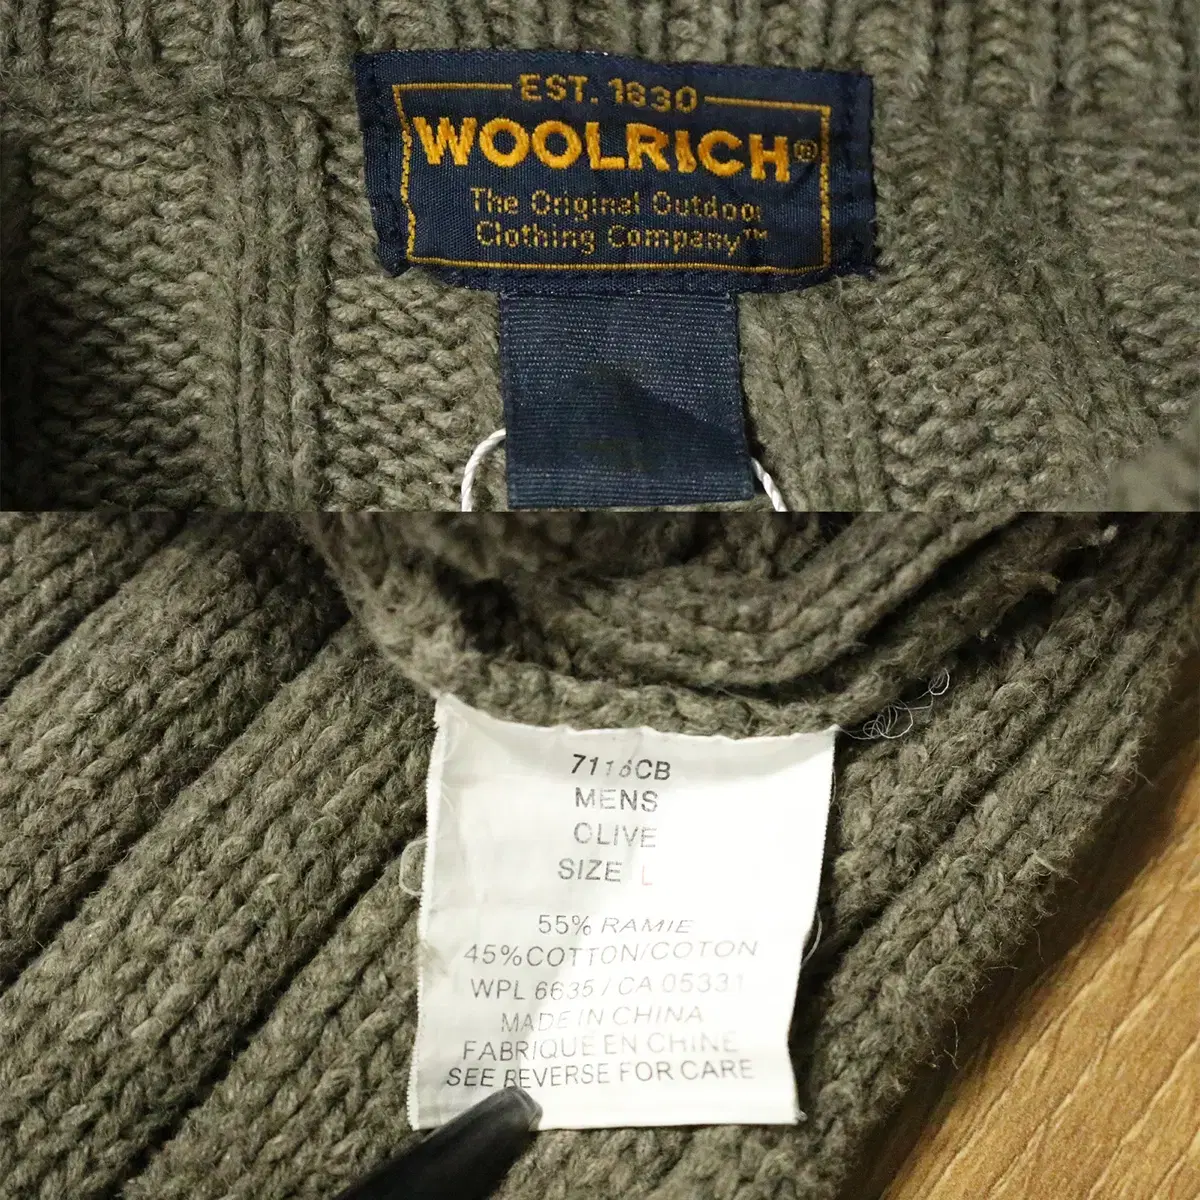 EST. 1830
WOOLRICH®
The Original Outdoor
Clothing Company™
7116CB
MENS
OLIVE
SIZE L
55% RAMIE
45%COTTON/COTON
WPL 6635 / CA 05331
MADE IN CHINA
FABRIQUE EN CHINE
SEE REVERSE FOR CARE